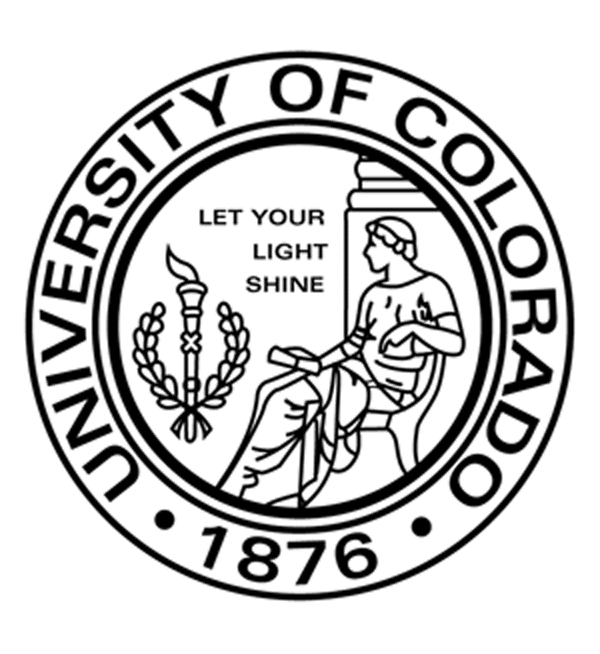 UNIVERSITY OF COLORADO
LET YOUR
LIGHT
SHINE
• 1876 •